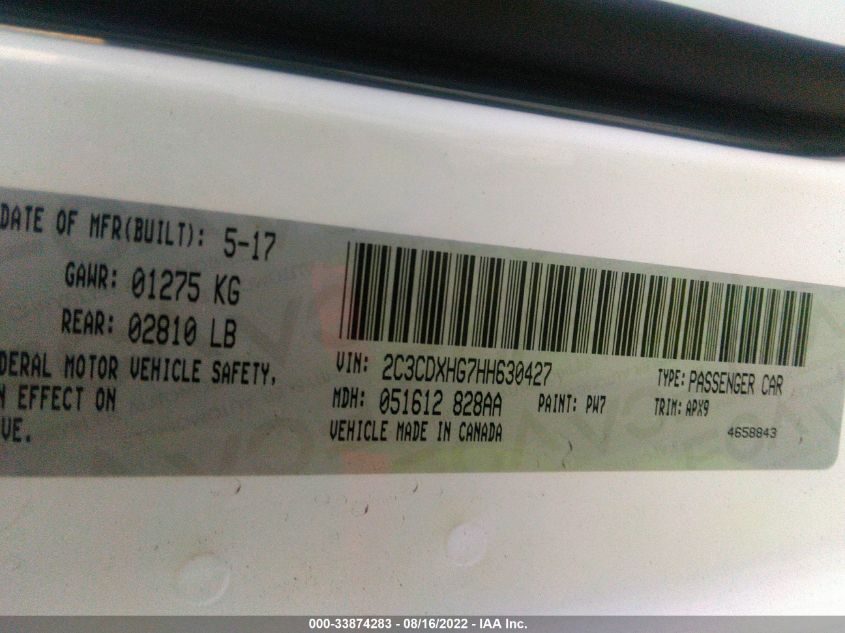 DATE OF MFR(BUILT): 5-17
GAWR: 01275 KG
REAR: 02810 LB
DERAL MOTOR VEHICLE SAFETY,
N EFFECT ON
VE.
VIN: 2C3CDXHG7HH630427
TYPE: PASSENGER CAR
MDH: 051612 828AA
PAINT: PW7
TRIM: APX9
VEHICLE MADE IN CANADA
4658843
000-33874283 - 08/16/2022 - IAA Inc.